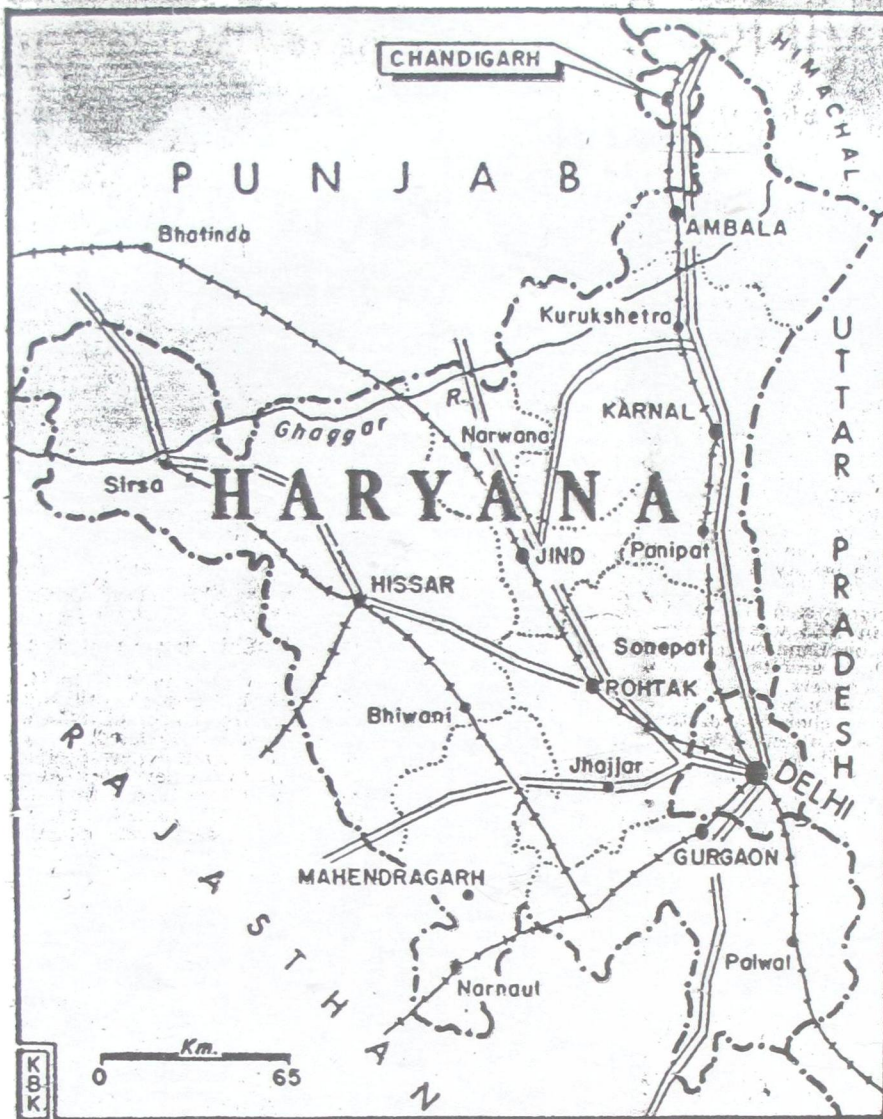 CHANDIGARH
HIMACHAL
PUNJAB
Bhatinda
AMBALA
Kurukshetra
UTTAR PRADESH
R.
KARNAL
Ghaggar
Narwana
Sirsa
HARYANA
JIND
Panipat
HISSAR
Sonepat
ROHTAK
Bhiwani
RAJASTHAN
Jhajjar
DELHI
GURGAON
MAHENDRAGARH
Palwal
Narnaul
Km.
0 65
KBK